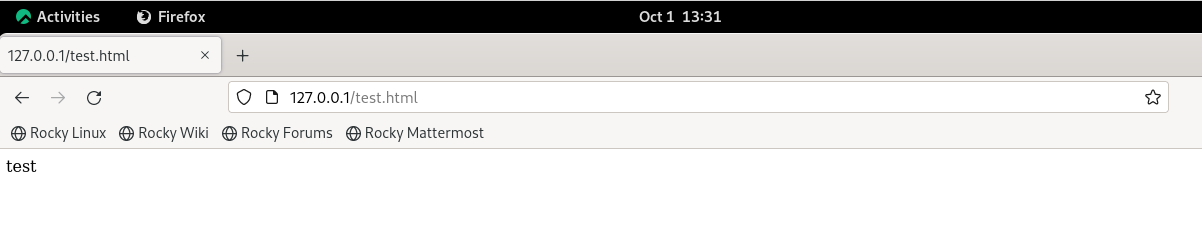 Activities Firefox Oct 1 13:31
127.0.0.1/test.html
127.0.0.1/test.html
Rocky Linux Rocky Wiki Rocky Forums Rocky Mattermost
test